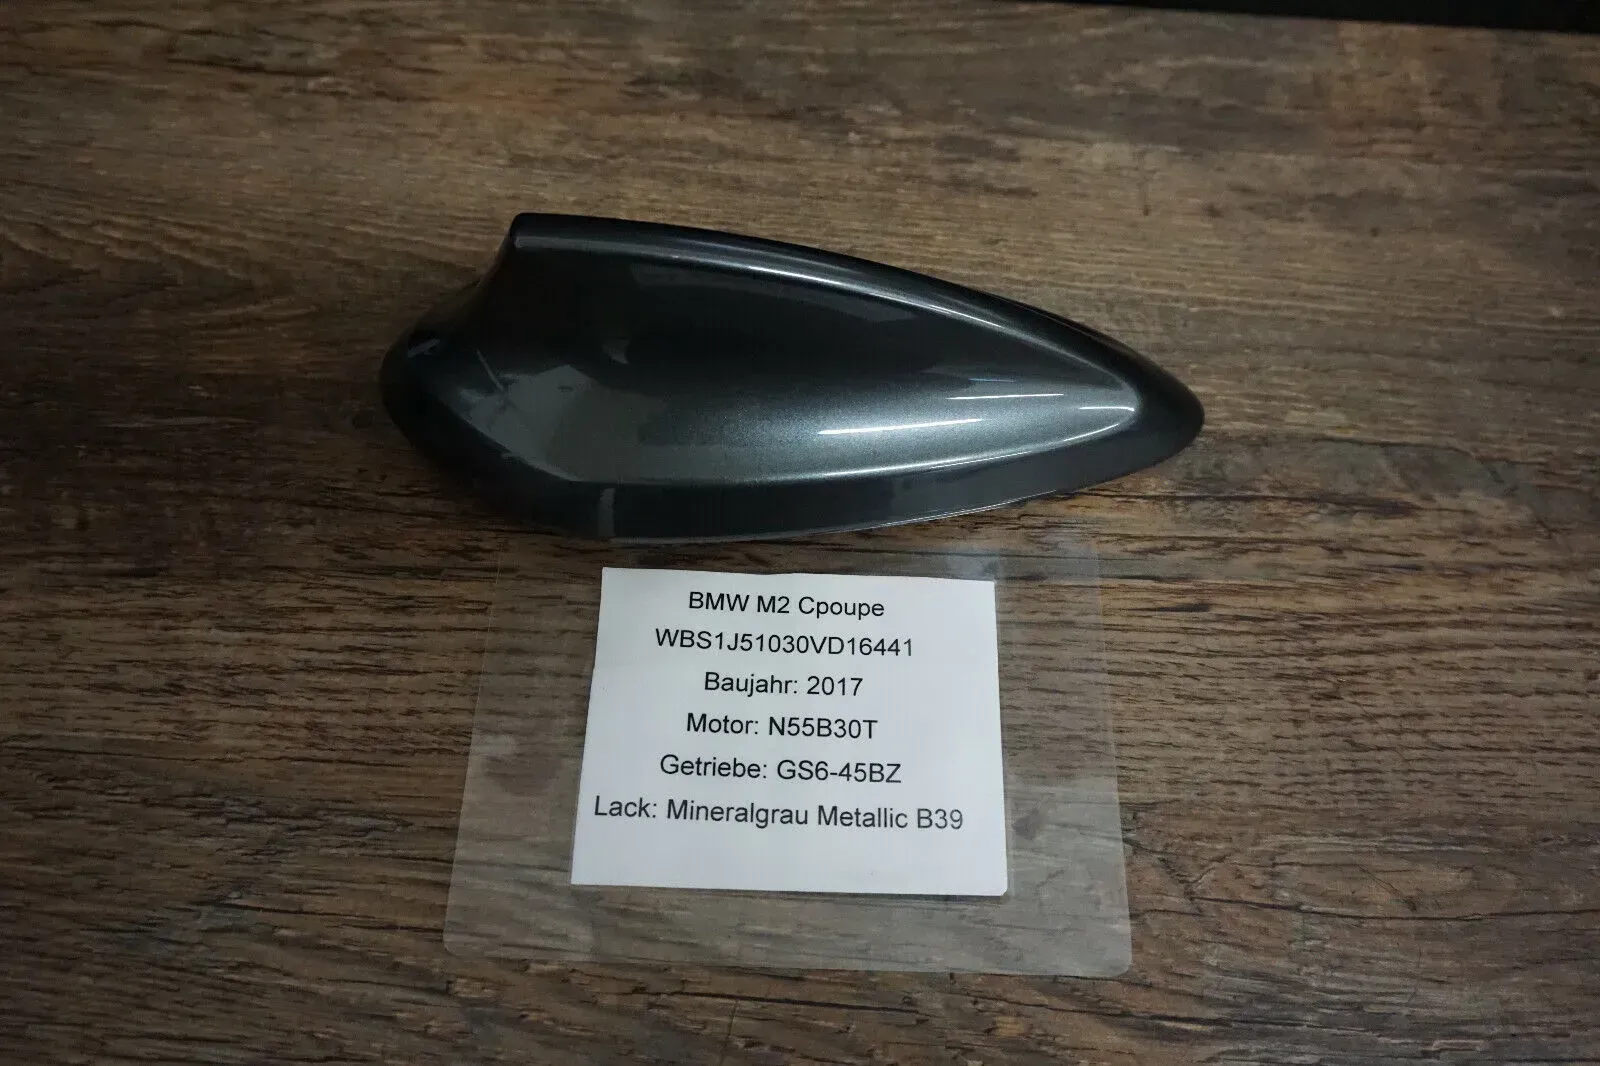 BMW M2 Cpoupe
WBS1J51030VD16441
Baujahr: 2017
Motor: N55B30T
Getriebe: GS6-45BZ
Lack: Mineralgrau Metallic B39